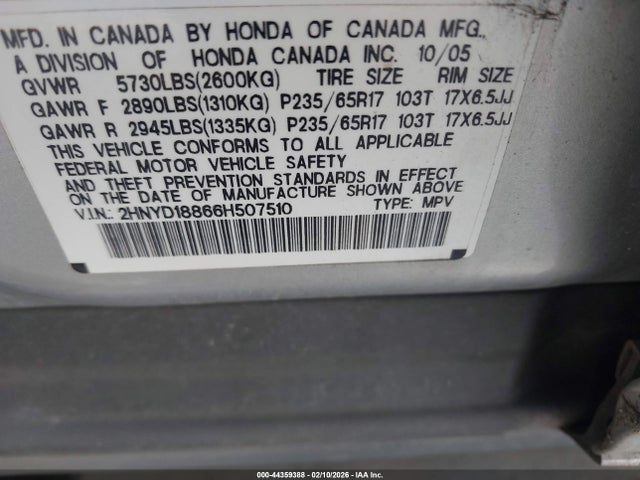 MFD. IN CANADA BY HONDA OF CANADA MFG.,
A DIVISION OF HONDA CANADA INC. 10/05
GVWR 5730LBS(2600KG) TIRE SIZE RIM SIZE
GAWR F 2890LBS(1310KG) P235/65R17 103T 17X6.5JJ
GAWR R 2945LBS(1335KG) P235/65R17 103T 17X6.5JJ
THIS VEHICLE CONFORMS TO ALL APPLICABLE
FEDERAL MOTOR VEHICLE SAFETY
AND THEFT PREVENTION STANDARDS IN EFFECT
ON THE DATE OF MANUFACTURE SHOWN ABOVE.
V.I.N.: 2HNYD18866H507510 TYPE: MPV
000-44359388 - 02/10/2026 - IAA Inc.